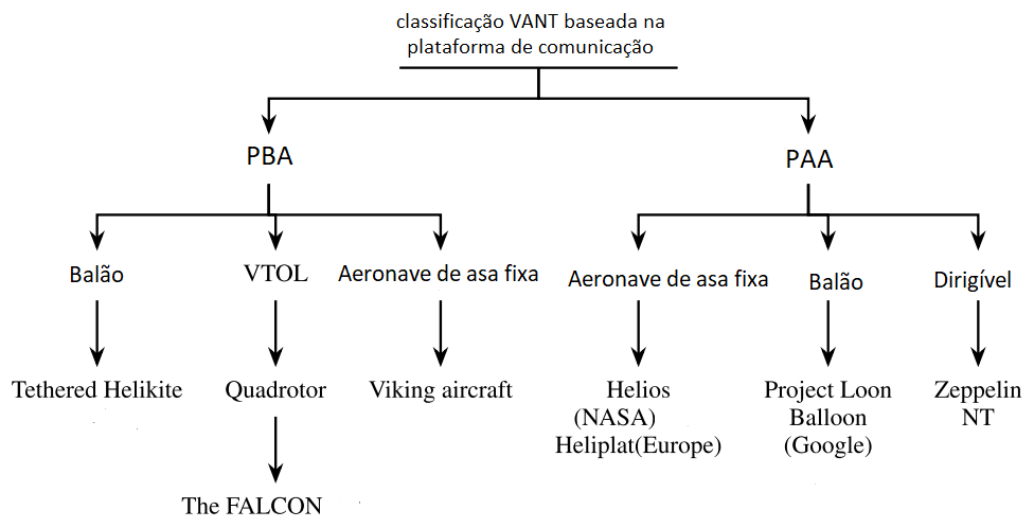 classificação VANT baseada na
plataforma de comunicação
PBA
PAA
Balão
VTOL
Aeronave de asa fixa
Aeronave de asa fixa
Balão
Dirigível
Tethered Helikite
Quadrotor
Viking aircraft
Helios
(NASA)
Heliplat(Europe)
Project Loon
Balloon
(Google)
Zeppelin
NT
The FALCON